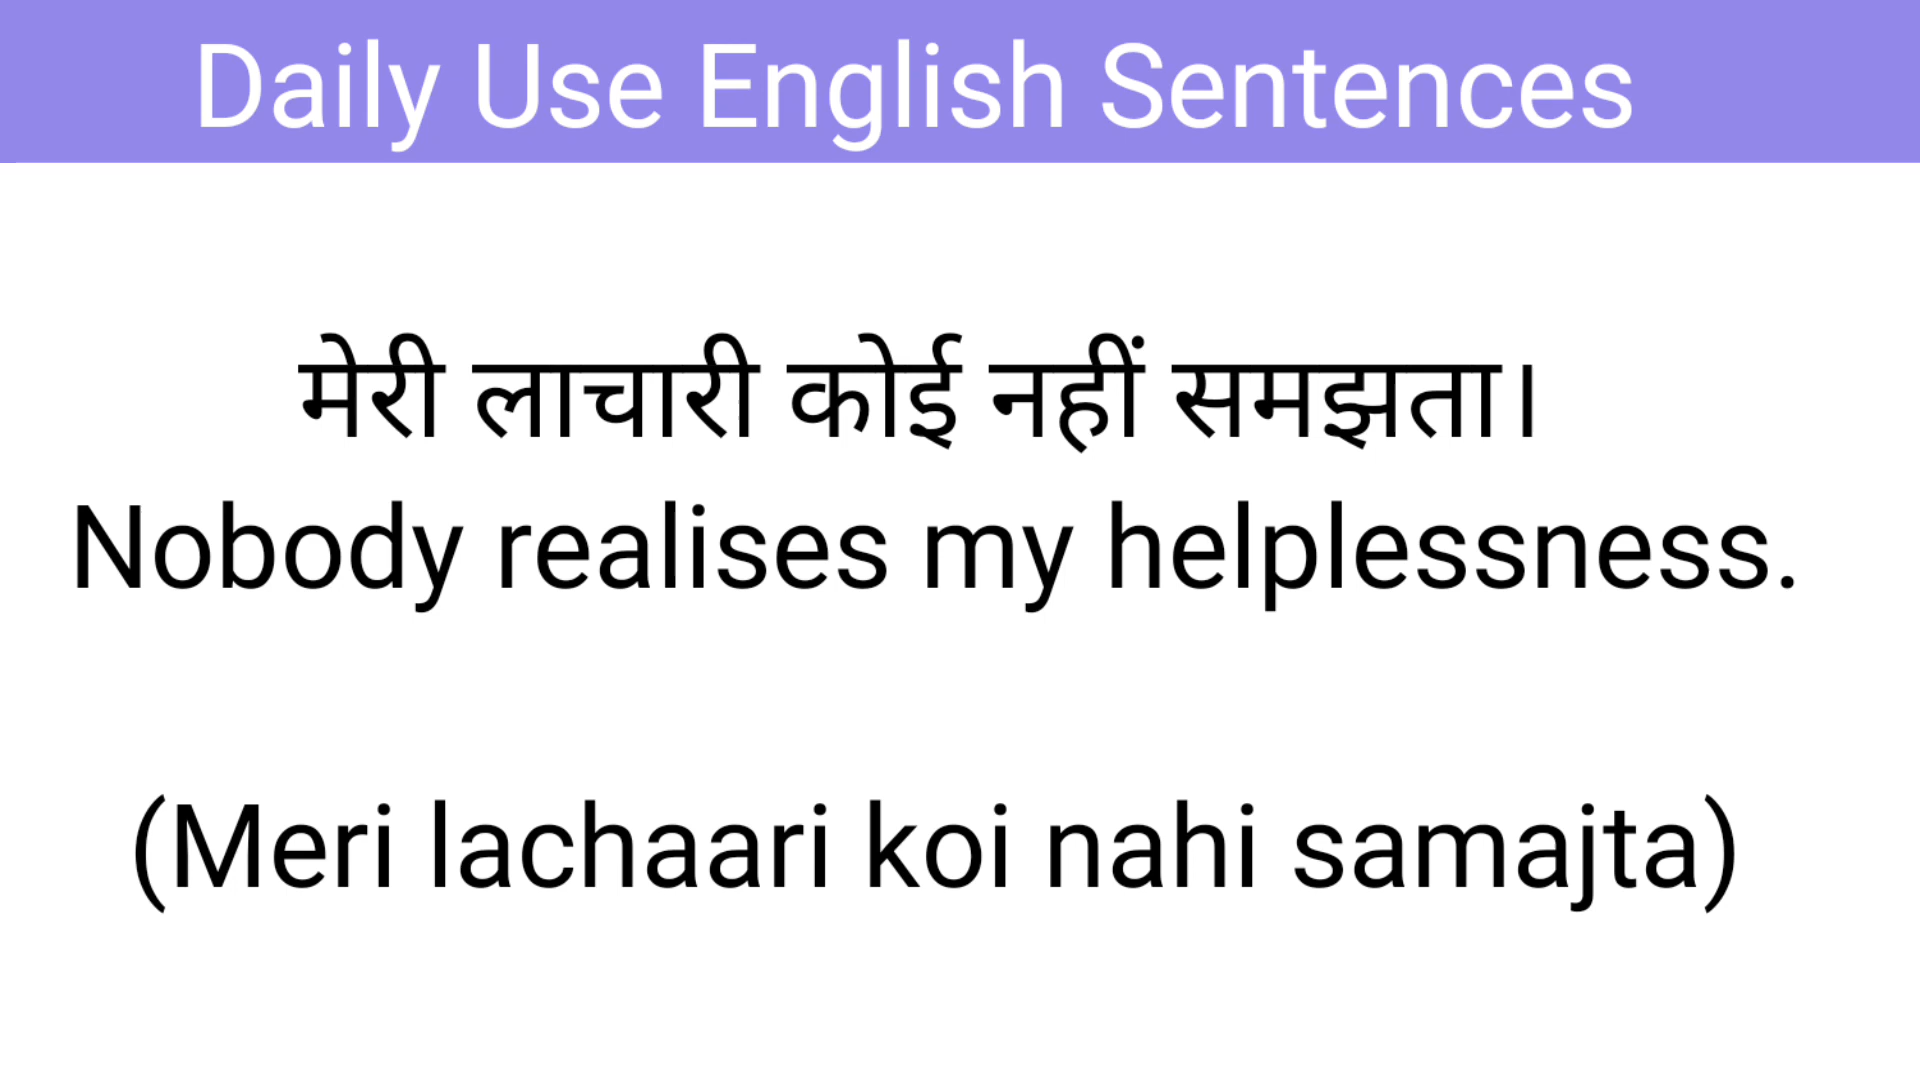 Daily Use English Sentences
मेरी लाचारी कोई नहीं समझता।
Nobody realises my helplessness.
(Meri lachaari koi nahi samajta)